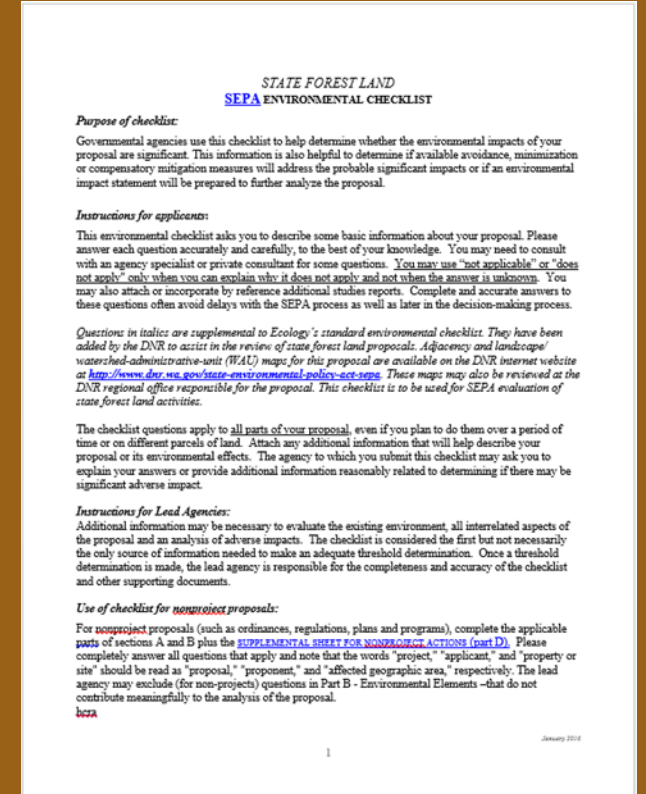 STATE FOREST LAND
SEPA ENVIRONMENTAL CHECKLIST
Purpose of checklist:
Governmental agencies use this checklist to help determine whether the environmental impacts of your
proposal are significant. This information is also helpful to determine if available avoidance, minimization
or compensatory mitigation measures will address the probable significant impacts or if an environmental
impact statement will be prepared to further analyze the proposal.
Instructions for applicants:
This environmental checklist asks you to describe some basic information about your proposal. Please
answer each question accurately and carefully, to the best of your knowledge. You may need to consult
with an agency specialist or private consultant for some questions. You may use "not applicable" or "does
not apply" only when you can explain why it does not apply and not when the answer is unknown. You
may also attach or incorporate by reference additional studies reports. Complete and accurate answers to
these questions often avoid delays with the SEPA process as well as later in the decision-making process.
Questions in italics are supplemental to Ecology's standard environmental checklist. They have been
added by the DNR to assist in the review of state forest land proposals. Adjacency and landscape/
watershed-administrative-unit (WAU) maps for this proposal are available on the DNR internet website
at http://www.dnr.wa.gov/state-environmental-policy-act-sepa. These maps may also be reviewed at the
DNR regional office responsible for the proposal. This checklist is to be used for SEPA evaluation of
state forest land activities.
The checklist questions apply to all parts of your proposal, even if you plan to do them over a period of
time or on different parcels of land. Attach any additional information that will help describe your
proposal or its environmental effects. The agency to which you submit this checklist may ask you to
explain your answers or provide additional information reasonably related to determining if there may be
significant adverse impact.
Instructions for Lead Agencies:
Additional information may be necessary to evaluate the existing environment, all interrelated aspects of
the proposal and an analysis of adverse impacts. The checklist is considered the first but not necessarily
the only source of information needed to make an adequate threshold determination. Once a threshold
determination is made, the lead agency is responsible for the completeness and accuracy of the checklist
and other supporting documents.
Use of checklist for nonproject proposals:
For nonproject proposals (such as ordinances, regulations, plans and programs), complete the applicable
parts of sections A and B plus the SUPPLEMENTAL SHEET FOR NONPROJECT ACTIONS (part D). Please
completely answer all questions that apply and note that the words "project," "applicant," and "property or
site" should be read as "proposal," "proponent," and "affected geographic area," respectively. The lead
agency may exclude (for non-projects) questions in Part B - Environmental Elements –that do not
contribute meaningfully to the analysis of the proposal.
January 2016
1